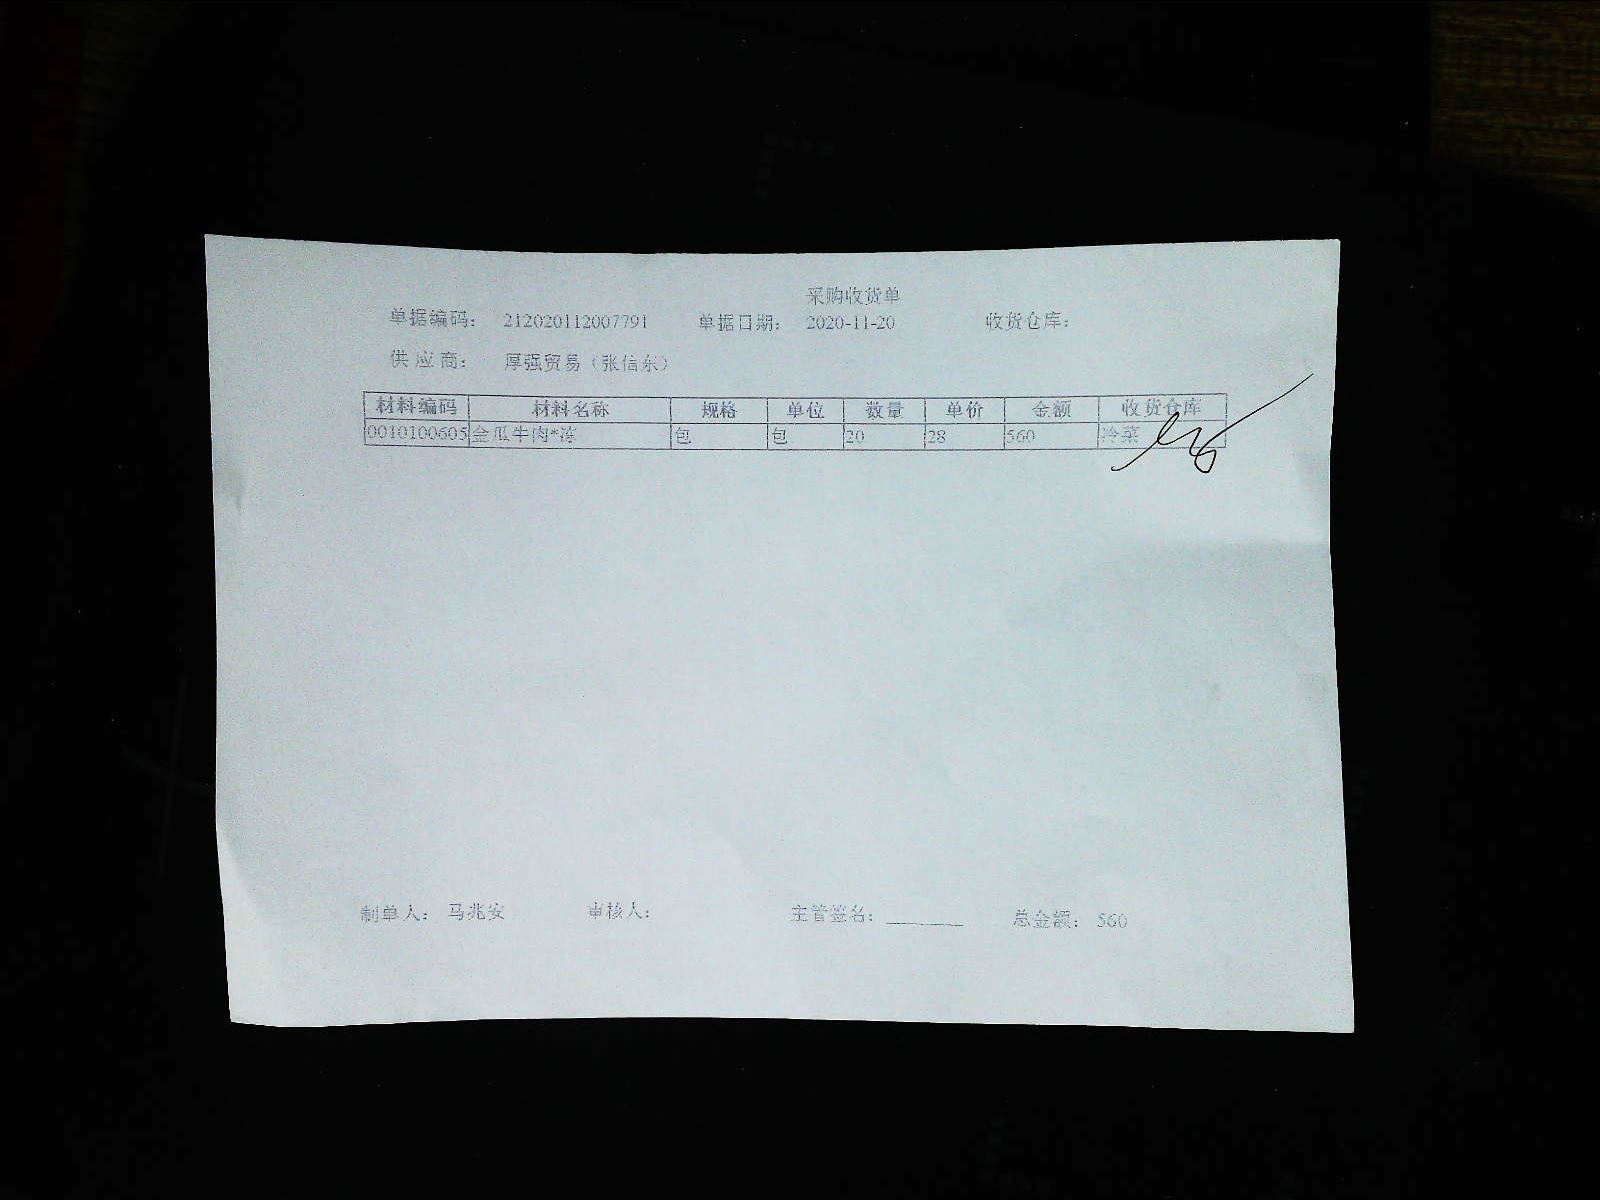 采购收货单
单据编码： 212020112007791 单据日期： 2020-11-20 收货仓库：
供应商： 厚强贸易（张信东）
材料编码 材料名称 规格 单位 数量 单价 金额 收货仓库
0010100605 金瓜牛肉*冻 包 包 20 28 560 冷菜
制单人： 马兆安 审核人： 主管签名： 总金额： 560